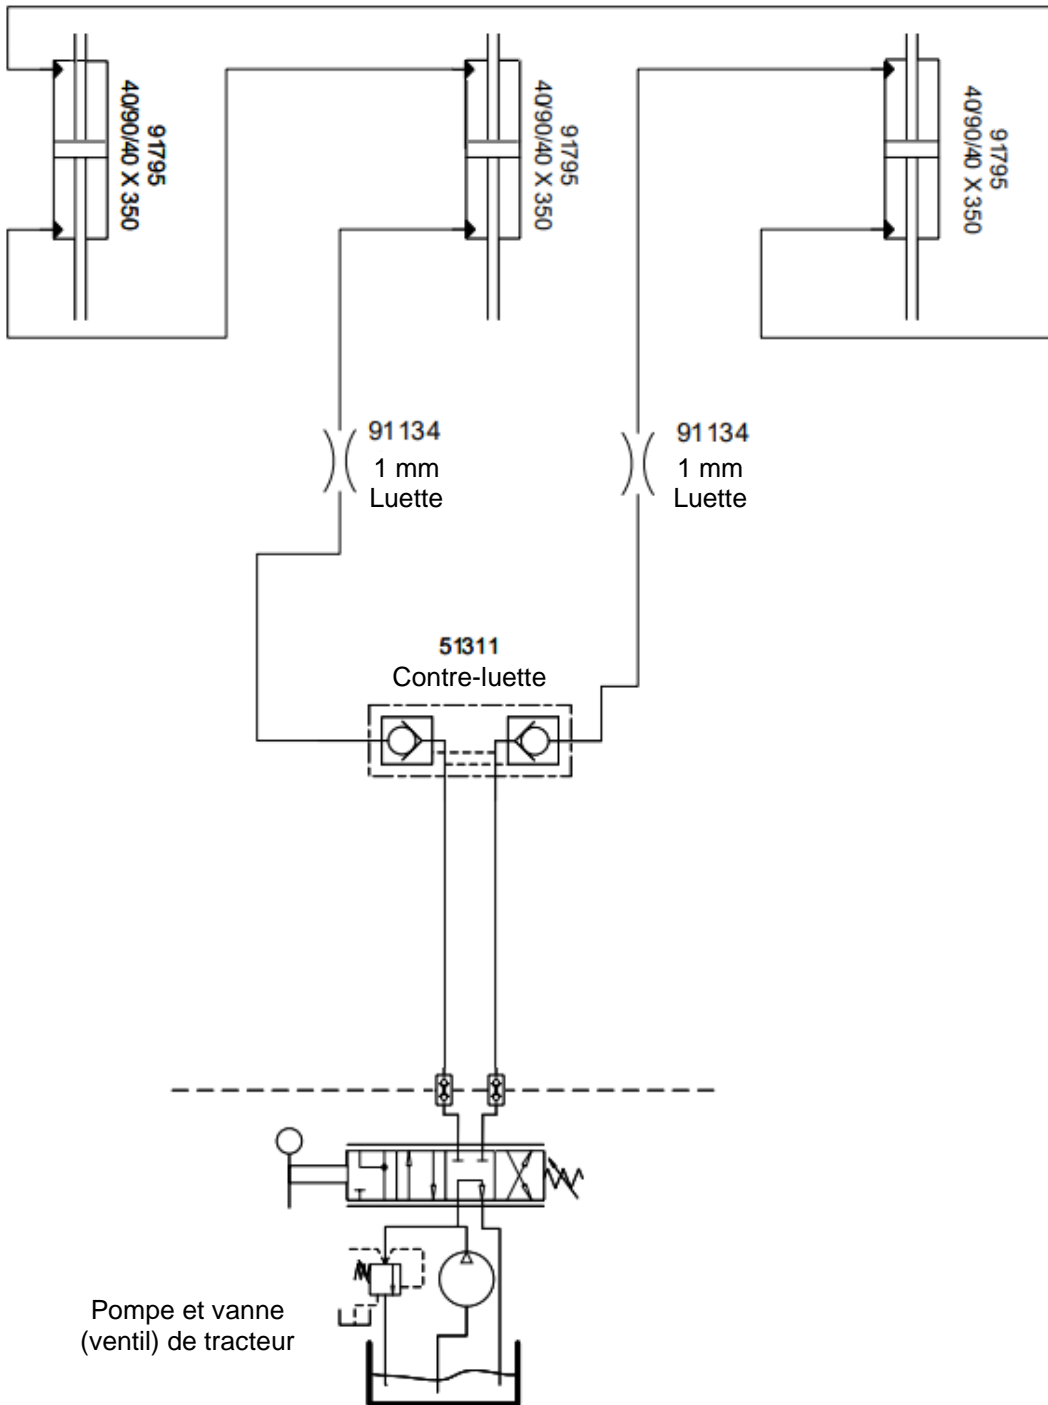 91795
40/90/40 X 350
91795
40/90/40 X 350
91795
40/90/40 X 350
91134
1 mm
Luette
91134
1 mm
Luette
51311
Contre-luette
Pompe et vanne
(ventil) de tracteur